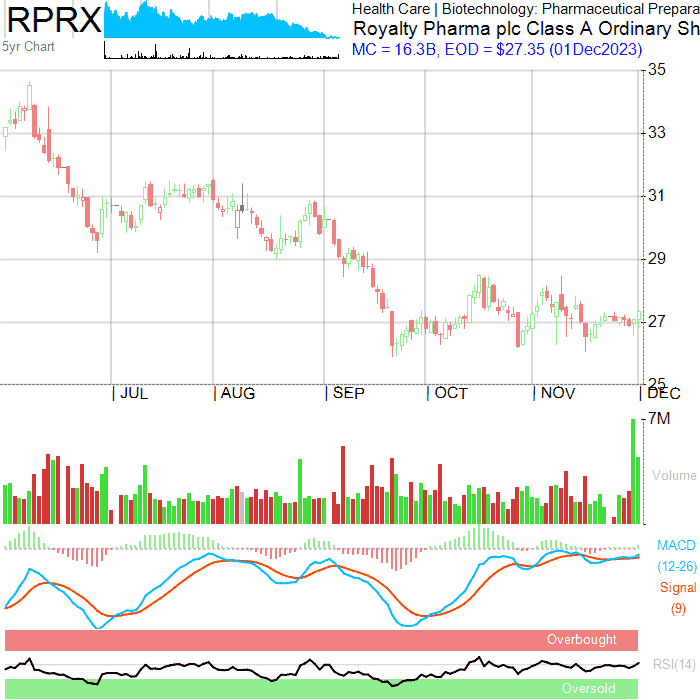 RPRX
5yr Chart
Health Care | Biotechnology: Pharmaceutical Prepara
Royalty Pharma plc Class A Ordinary Sh
MC = 16.3B, EOD = $27.35 (01Dec2023)
35
33
31
29
27
25
| JUL | AUG | SEP | OCT | NOV | DEC
7M
Volume
MACD
(12-26)
Signal
(9)
Overbought
RSI(14)
Oversold